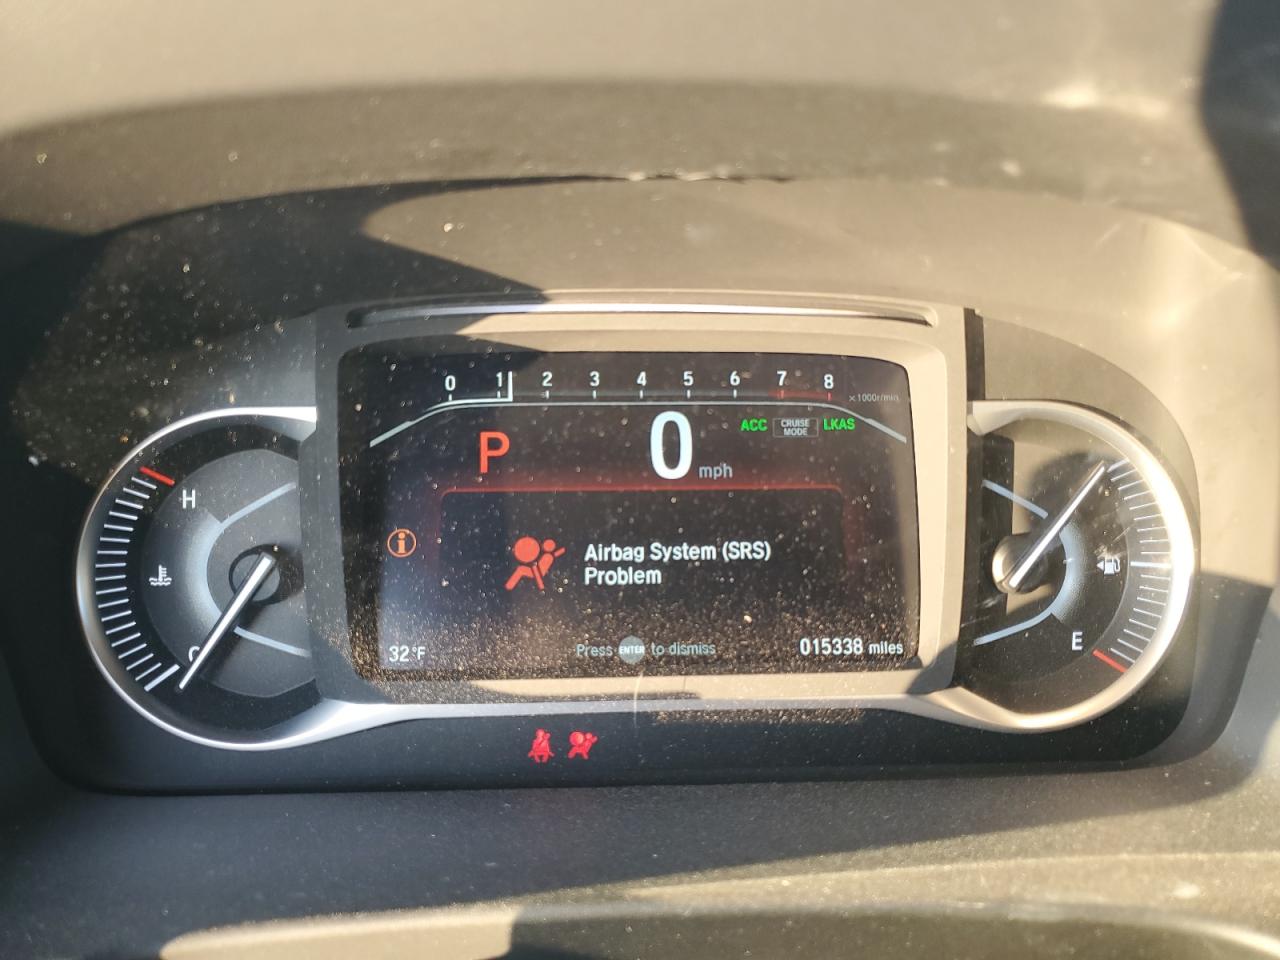 0 1 2 3 4 5 6 7 8
x1000r/min
P 0 mph
ACC CRUISE MODE LKAS
H
C
Airbag System (SRS)
Problem
E
32°F
Press ENTER to dismiss
015338 miles